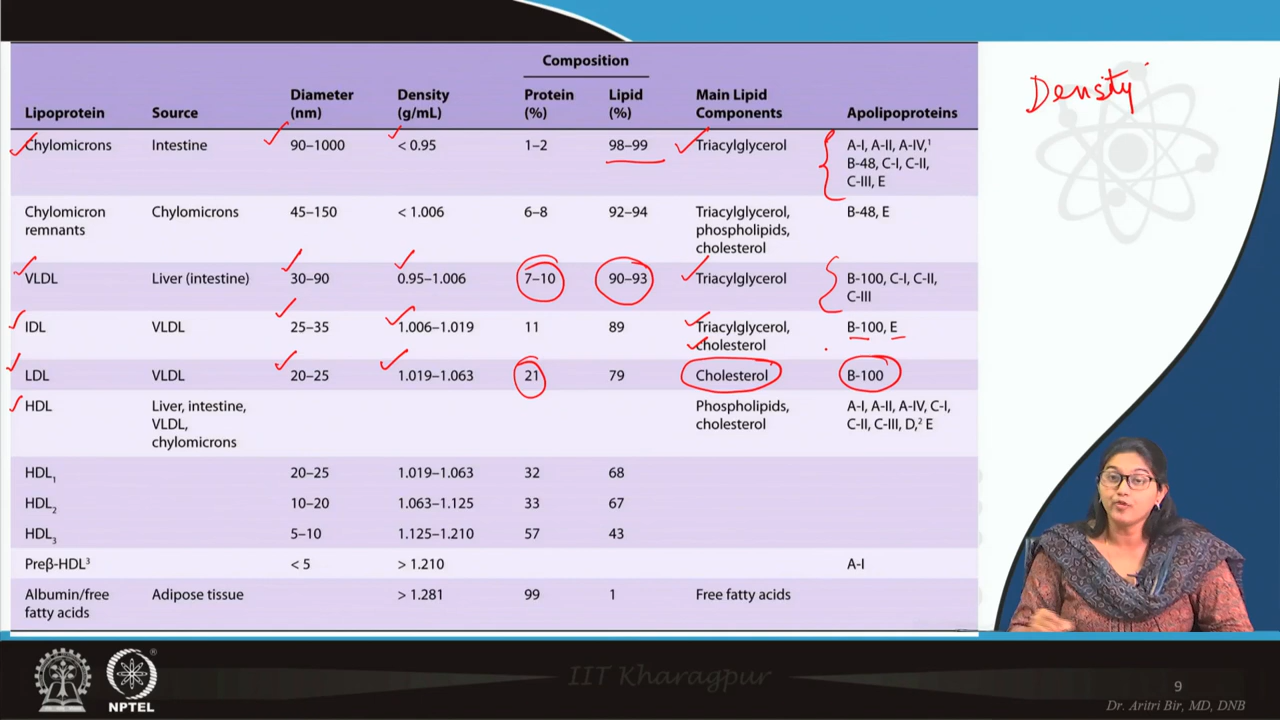 Composition
Lipoprotein Source Diameter (nm) Density (g/mL) Protein (%) Lipid (%) Main Lipid Components Apolipoproteins
Chylomicrons Intestine 90–1000 < 0.95 1–2 98–99 Triacylglycerol A-I, A-II, A-IV,¹
B-48, C-I, C-II,
C-III, E
Chylomicron remnants Chylomicrons 45–150 < 1.006 6–8 92–94 Triacylglycerol, phospholipids, cholesterol B-48, E
VLDL Liver (intestine) 30–90 0.95–1.006 7–10 90–93 Triacylglycerol B-100, C-I, C-II,
C-III
IDL VLDL 25–35 1.006–1.019 11 89 Triacylglycerol, cholesterol B-100, E
LDL VLDL 20–25 1.019–1.063 21 79 Cholesterol B-100
HDL Liver, intestine, VLDL, chylomicrons Phospholipids, cholesterol A-I, A-II, A-IV, C-I,
C-II, C-III, D,² E
HDL₁ 20–25 1.019–1.063 32 68
HDL₂ 10–20 1.063–1.125 33 67
HDL₃ 5–10 1.125–1.210 57 43
Preβ-HDL³ < 5 > 1.210 A-I
Albumin/free fatty acids Adipose tissue > 1.281 99 1 Free fatty acids
Density
NPTEL
®
IIT Kharagpur
9
Dr. Aritri Bir, MD, DNB